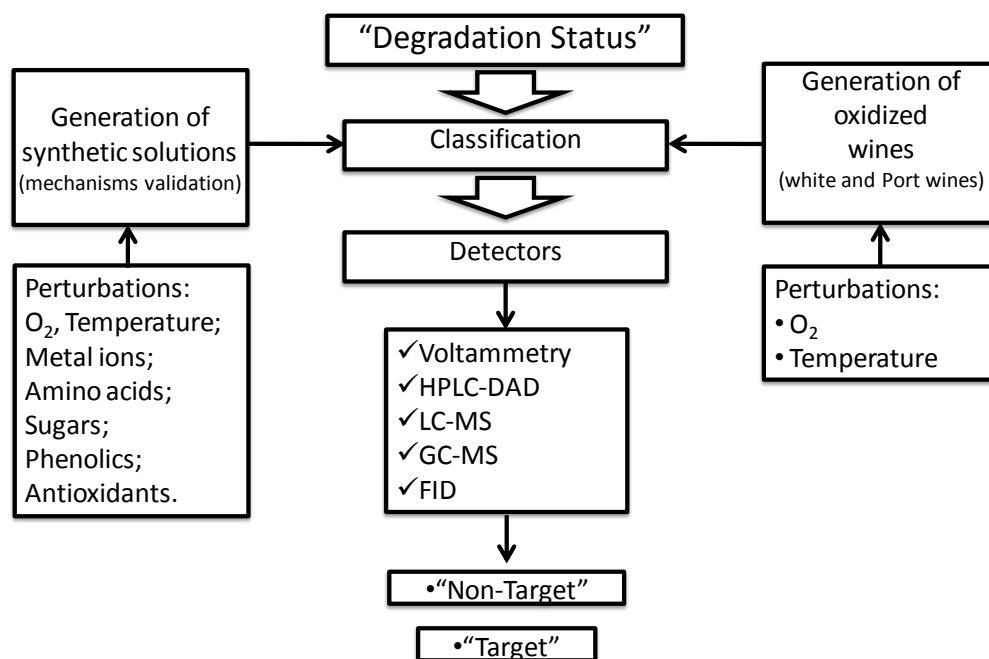 “Degradation Status”
Generation of
synthetic solutions
(mechanisms validation)
Classification
Generation of
oxidized
wines
(white and Port wines)
Detectors
Perturbations:
O₂, Temperature;
Metal ions;
Amino acids;
Sugars;
Phenolics;
Antioxidants.
✓Voltammetry
✓HPLC-DAD
✓LC-MS
✓GC-MS
✓FID
Perturbations:
• O₂
• Temperature
•“Non-Target”
•“Target”